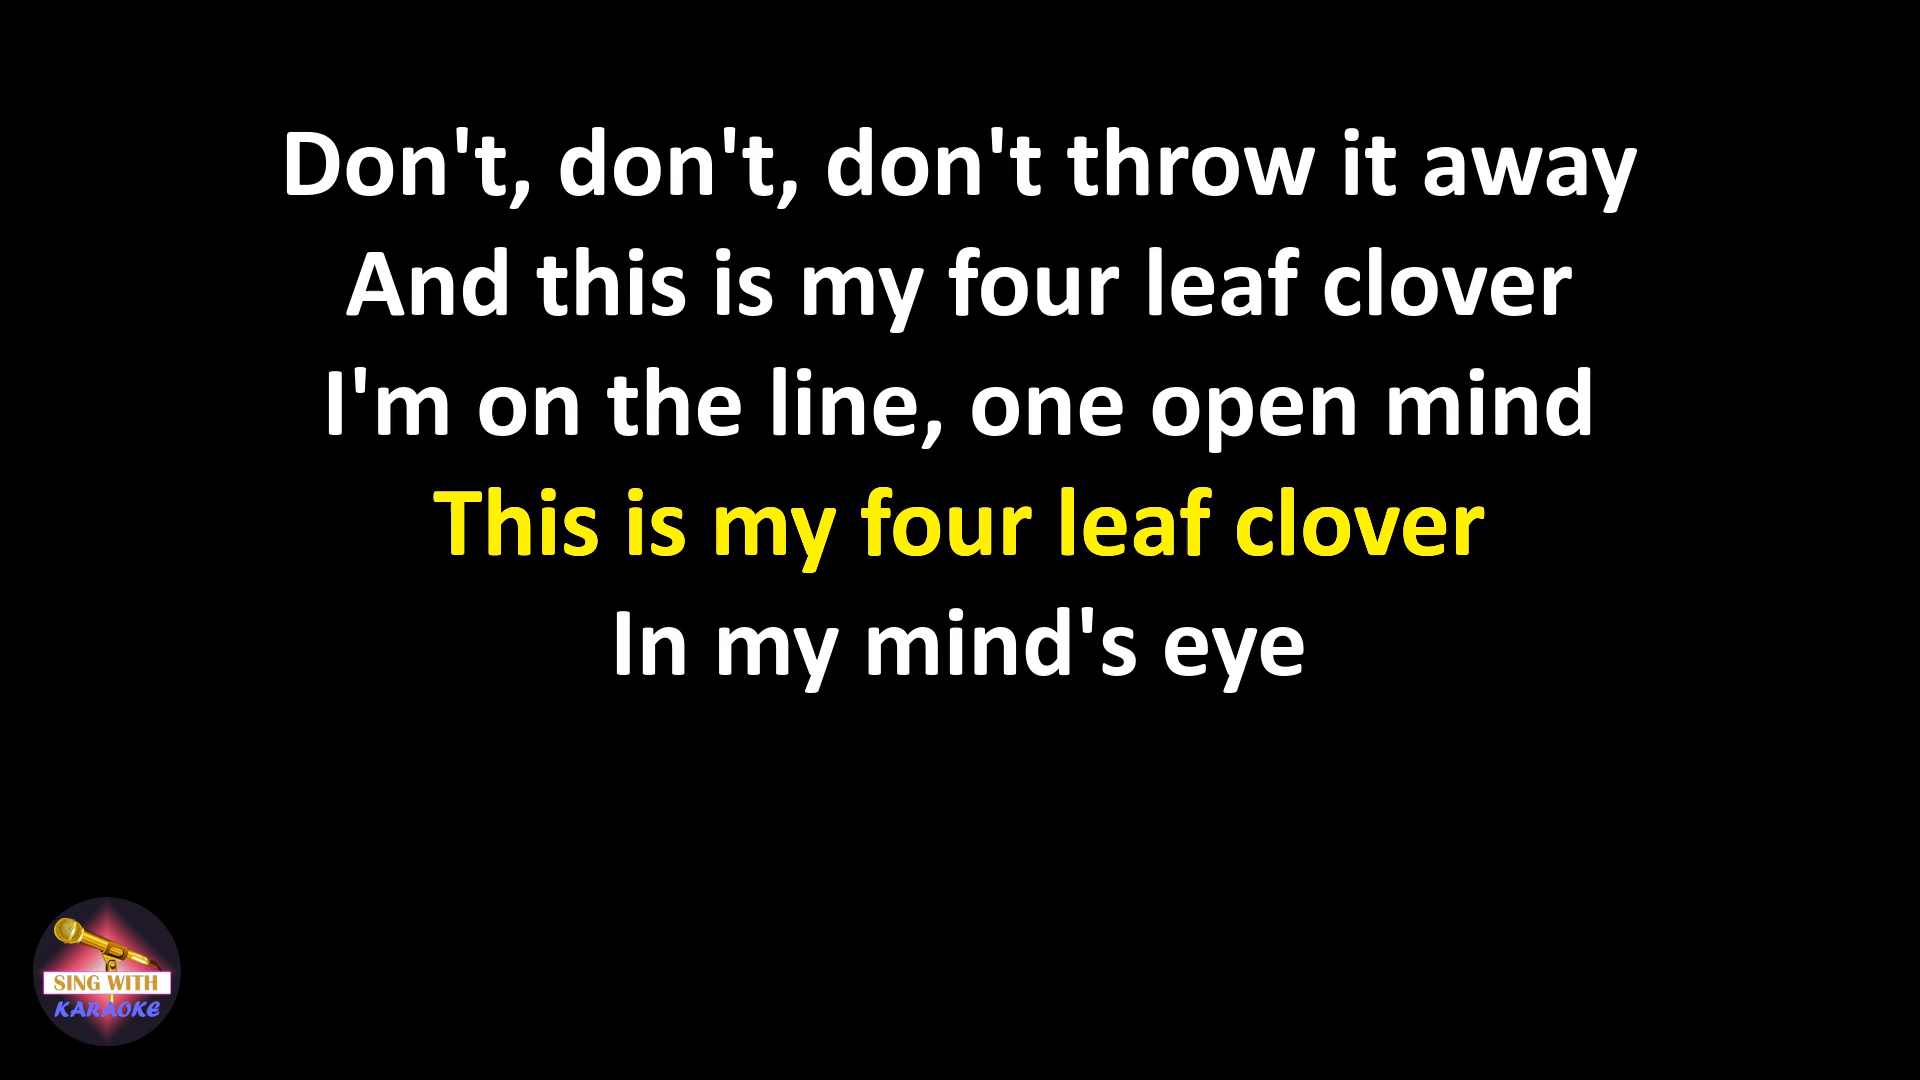 Don't, don't, don't throw it away
And this is my four leaf clover
I'm on the line, one open mind
This is my four leaf clover
In my mind's eye
SING WITH
KARAOKE